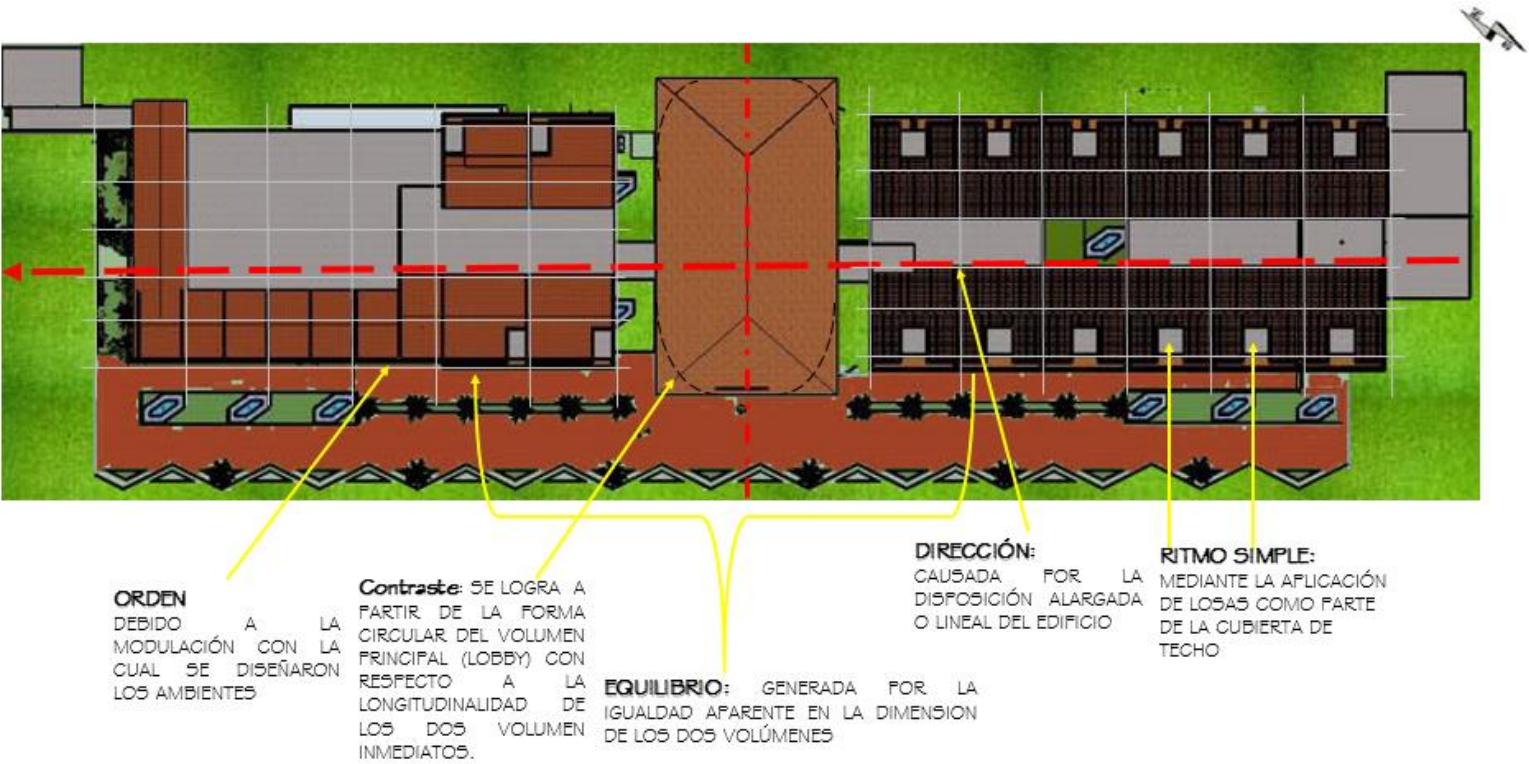 ORDEN
DEBIDO A LA
MODULACIÓN CON LA
CUAL SE DISEÑARON
LOS AMBIENTES
Contraste: SE LOGRA A
PARTIR DE LA FORMA
CIRCULAR DEL VOLUMEN
PRINCIPAL (LOBBY) CON
RESPECTO A LA
LONGITUDINALIDAD DE
LOS DOS VOLUMEN
INMEDIATOS.
EQUILIBRIO: GENERADA POR LA
IGUALDAD APARENTE EN LA DIMENSION
DE LOS DOS VOLÚMENES
DIRECCIÓN:
CAUSADA POR LA
DISPOSICIÓN ALARGADA
O LINEAL DEL EDIFICIO
RITMO SIMPLE:
MEDIANTE LA APLICACIÓN
DE LOSAS COMO PARTE
DE LA CUBIERTA DE
TECHO